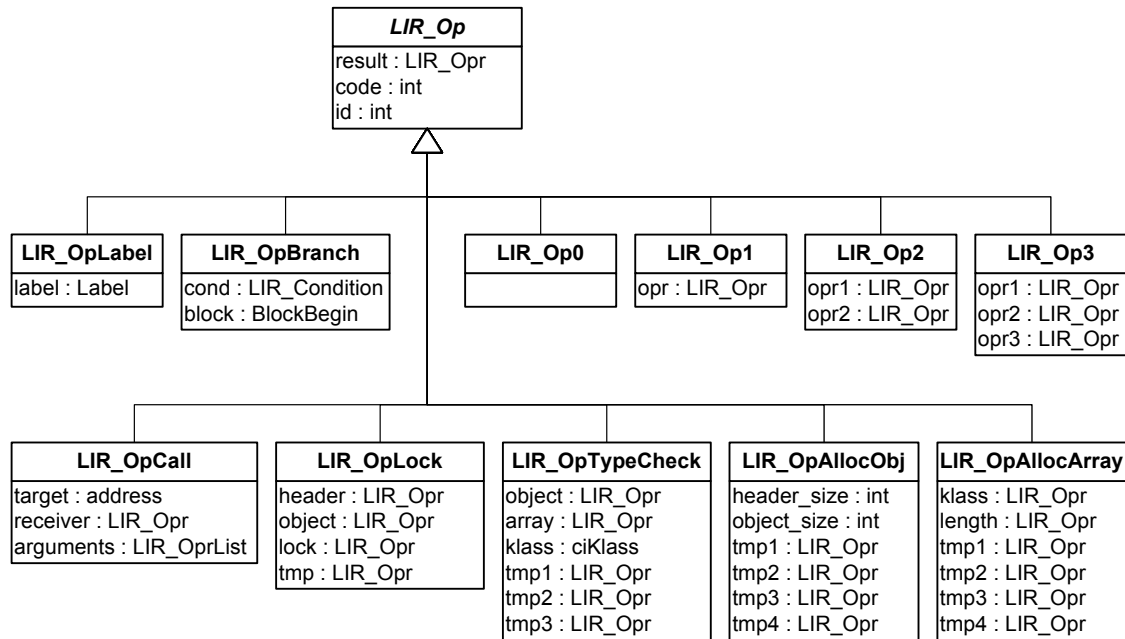 LIR_Op
result : LIR_Opr
code : int
id : int
LIR_OpLabel
label : Label
LIR_OpBranch
cond : LIR_Condition
block : BlockBegin
LIR_Op0
LIR_Op1
opr : LIR_Opr
LIR_Op2
opr1 : LIR_Opr
opr2 : LIR_Opr
LIR_Op3
opr1 : LIR_Opr
opr2 : LIR_Opr
opr3 : LIR_Opr
LIR_OpCall
target : address
receiver : LIR_Opr
arguments : LIR_OprList
LIR_OpLock
header : LIR_Opr
object : LIR_Opr
lock : LIR_Opr
tmp : LIR_Opr
LIR_OpTypeCheck
object : LIR_Opr
array : LIR_Opr
klass : ciKlass
tmp1 : LIR_Opr
tmp2 : LIR_Opr
tmp3 : LIR_Opr
LIR_OpAllocObj
header_size : int
object_size : int
tmp1 : LIR_Opr
tmp2 : LIR_Opr
tmp3 : LIR_Opr
tmp4 : LIR_Opr
LIR_OpAllocArray
klass : LIR_Opr
length : LIR_Opr
tmp1 : LIR_Opr
tmp2 : LIR_Opr
tmp3 : LIR_Opr
tmp4 : LIR_Opr